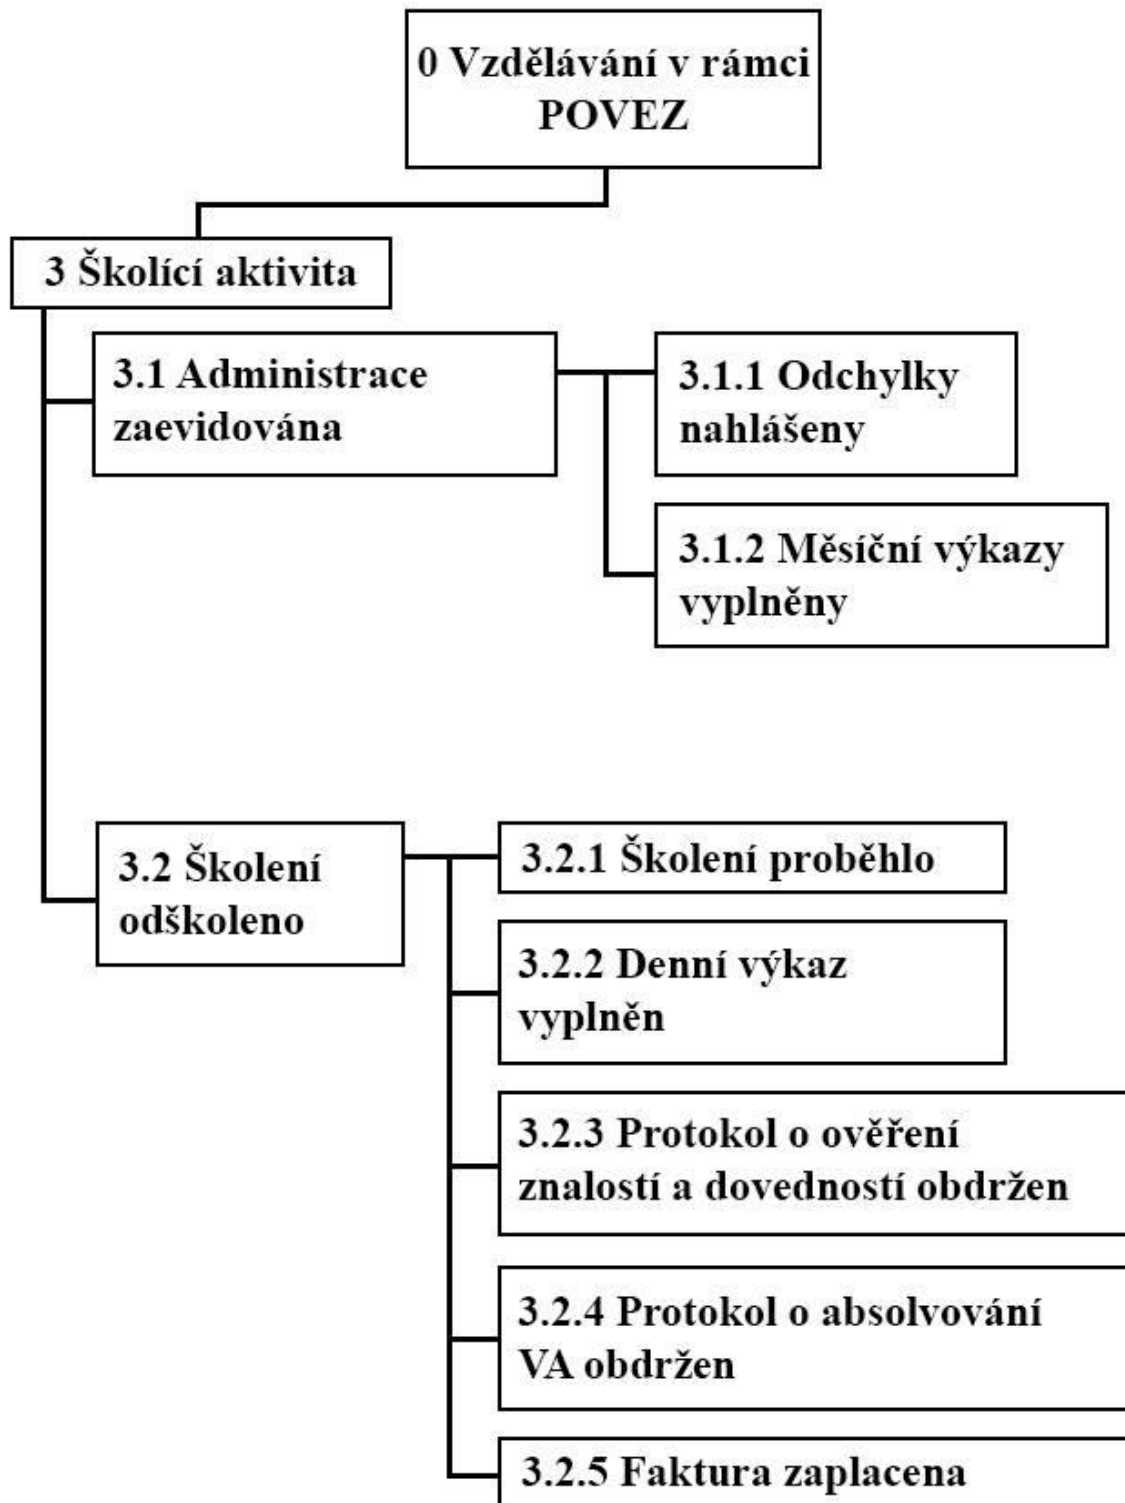 0 Vzdělávání v rámci
POVEZ
3 Školící aktivita
3.1 Administrace
zaevidována
3.1.1 Odchylky
nahlášeny
3.1.2 Měsíční výkazy
vyplněny
3.2 Školení
odškoleno
3.2.1 Školení proběhlo
3.2.2 Denní výkaz
vyplněn
3.2.3 Protokol o ověření
znalostí a dovedností obdržen
3.2.4 Protokol o absolvování
VA obdržen
3.2.5 Faktura zaplacena